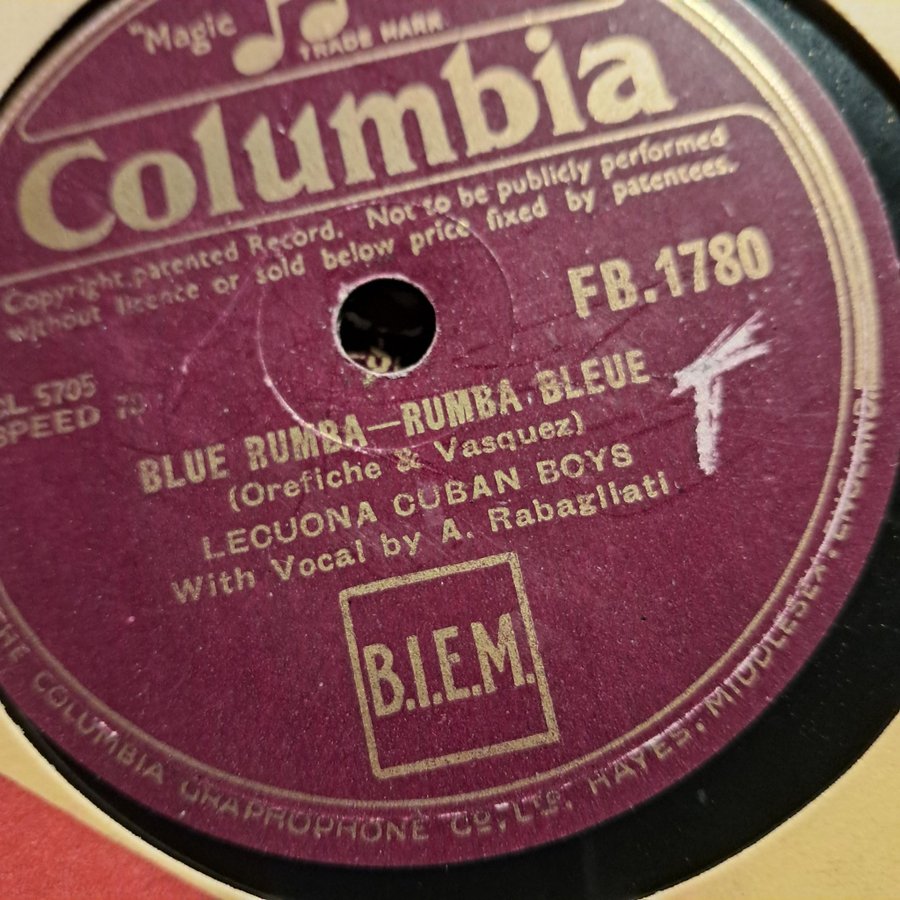 "Magic
TRADE MARK
Columbia
Copyright patented Record. Not to be publicly performed
without licence or sold below price fixed by patentees.
FB.1780
CL 5705
SPEED 78
BLUE RUMBA—RUMBA BLEUE
(Orefiche & Vasquez)
LECUONA CUBAN BOYS
With Vocal by A. Rabagliati
T
B.I.E.M.
THE COLUMBIA GRAPHOPHONE CO., LTD. HAYES, MIDDLESEX, ENGLAND.